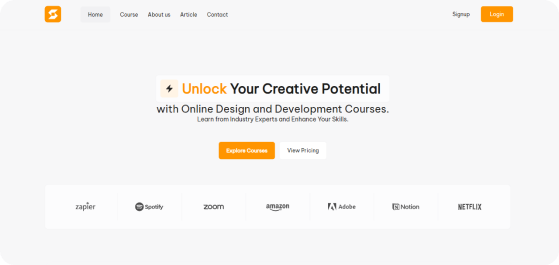 Home Course About us Article Contact Signup Login
Unlock Your Creative Potential
with Online Design and Development Courses.
Learn from Industry Experts and Enhance Your Skills.
Explore Courses View Pricing
zapier Spotify zoom amazon Adobe Notion NETFLIX